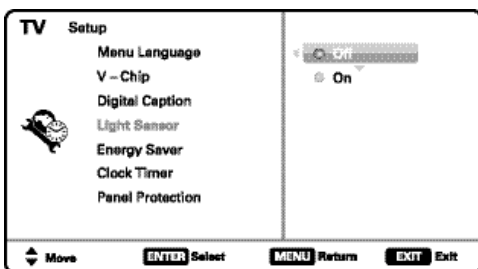 TV Setup
Menu Language
Off
V – Chip
On
Digital Caption
Light Sensor
Energy Saver
Clock Timer
Panel Protection
Move ENTER Select MENU Return EXIT Exit